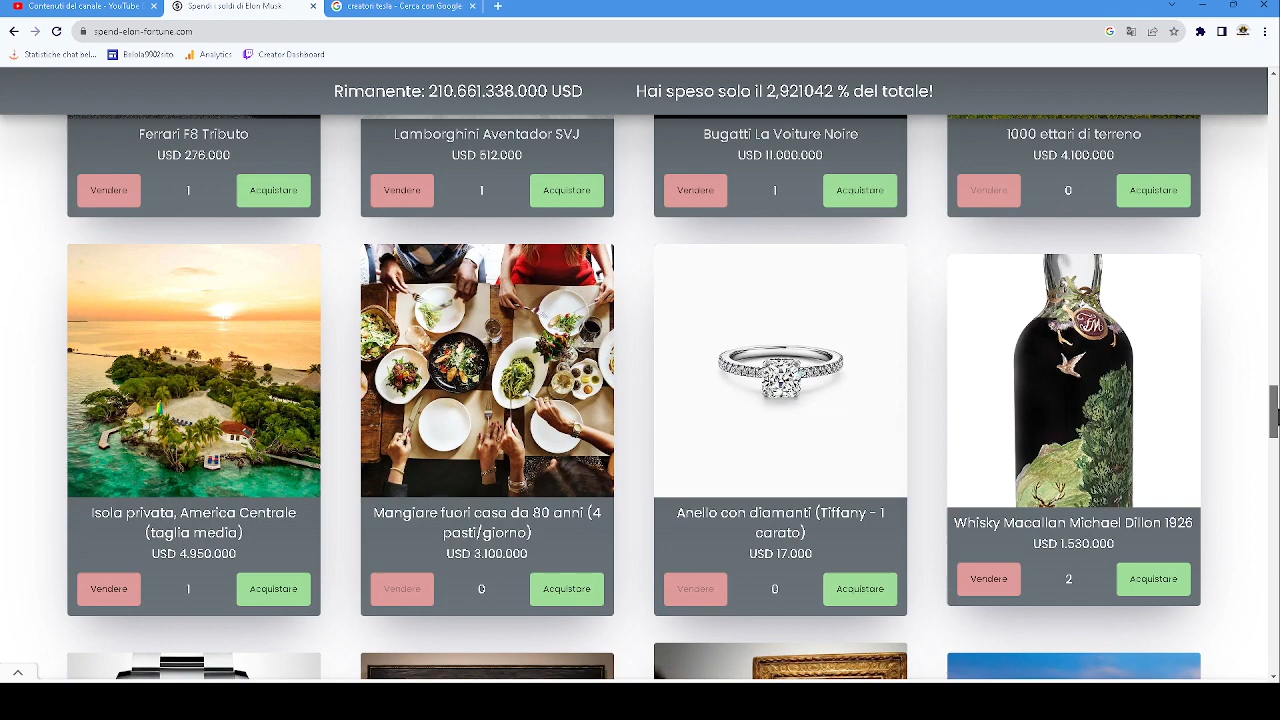 Contenuti del canale - YouTube
Spendi i soldi di Elon Musk
creatori tesla - Cerca con Google
spend-elon-fortune.com
Statistiche chat bel...
Belola9902sito
Analytics
Creator Dashboard
Rimanente: 210.661.338.000 USD
Hai speso solo il 2,921042 % del totale!
Ferrari F8 Tributo
USD 276.000
Vendere 1 Acquistare
Lamborghini Aventador SVJ
USD 512.000
Vendere 1 Acquistare
Bugatti La Voiture Noire
USD 11.000.000
Vendere 1 Acquistare
1000 ettari di terreno
USD 4.100.000
Vendere 0 Acquistare
Isola privata, America Centrale
(taglia media)
USD 4.950.000
Vendere 1 Acquistare
Mangiare fuori casa da 80 anni (4
pasti/giorno)
USD 3.100.000
Vendere 0 Acquistare
Anello con diamanti (Tiffany - 1
carato)
USD 17.000
Vendere 0 Acquistare
Whisky Macallan Michael Dillon 1926
USD 1.530.000
Vendere 2 Acquistare